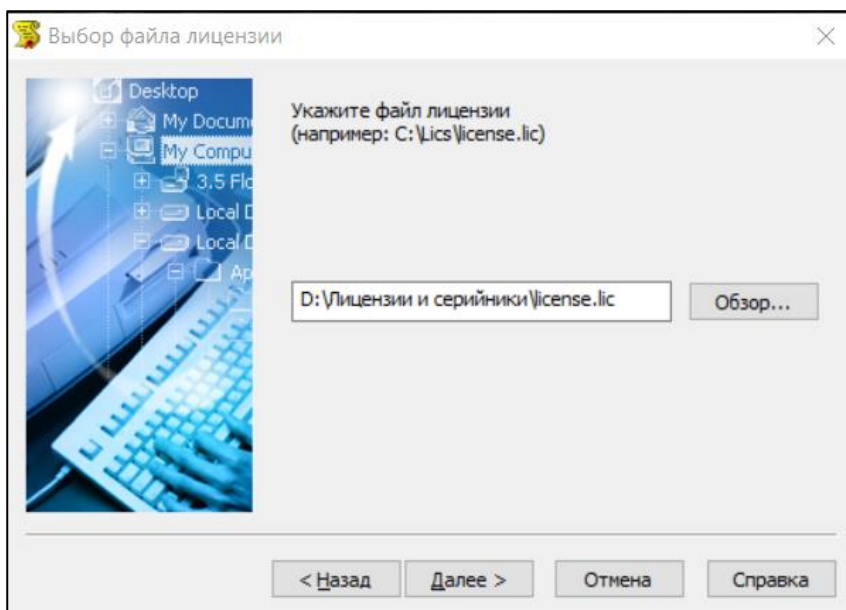 Выбор файла лицензии
Desktop
My Docum
My Compu
3.5 Flo
Local D
Local D
Ap
Укажите файл лицензии
(например: C:\Lics\license.lic)
D:\Лицензии и серийники\license.lic
Обзор...
< Назад
Далее >
Отмена
Справка